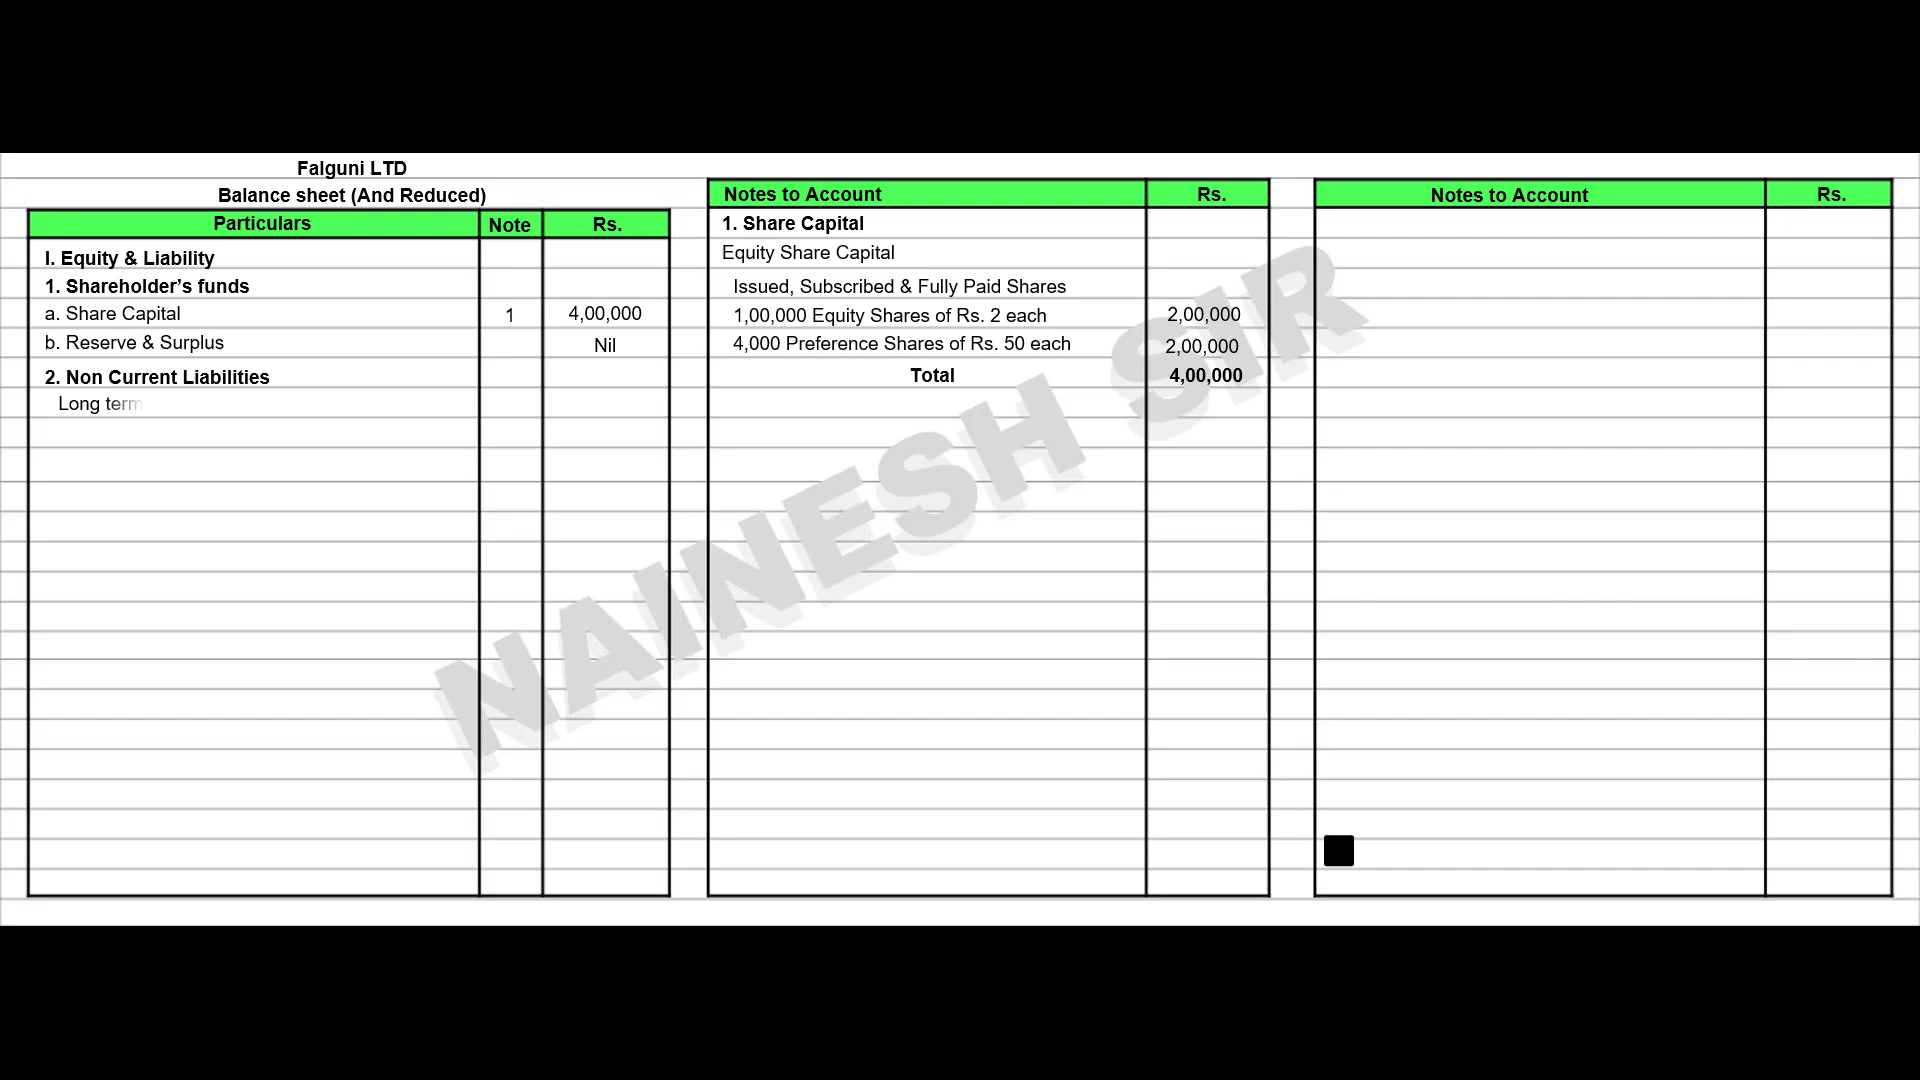 Falguni LTD
Balance sheet (And Reduced)
Particulars Note Rs.
I. Equity & Liability
1. Shareholder’s funds
a. Share Capital 1 4,00,000
b. Reserve & Surplus Nil
2. Non Current Liabilities
Long term
Notes to Account Rs.
1. Share Capital
Equity Share Capital
Issued, Subscribed & Fully Paid Shares
1,00,000 Equity Shares of Rs. 2 each 2,00,000
4,000 Preference Shares of Rs. 50 each 2,00,000
Total 4,00,000
Notes to Account Rs.
NAINESH SIR